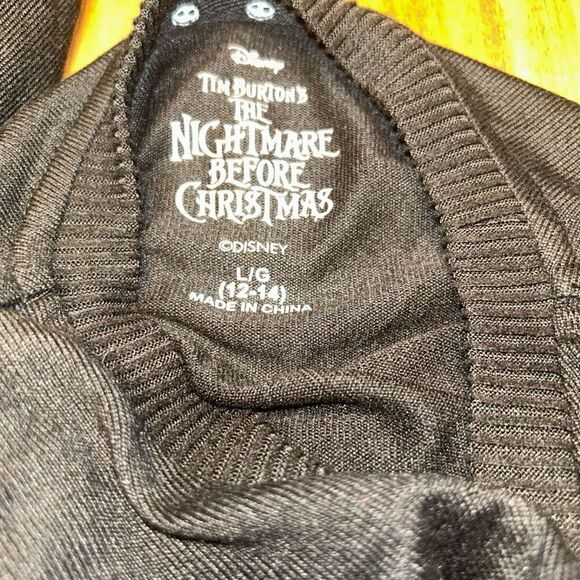 Disney
TIM BURTON'S
THE
NIGHTMARE
BEFORE
CHRISTMAS
©DISNEY
L/G
(12-14)
MADE IN CHINA